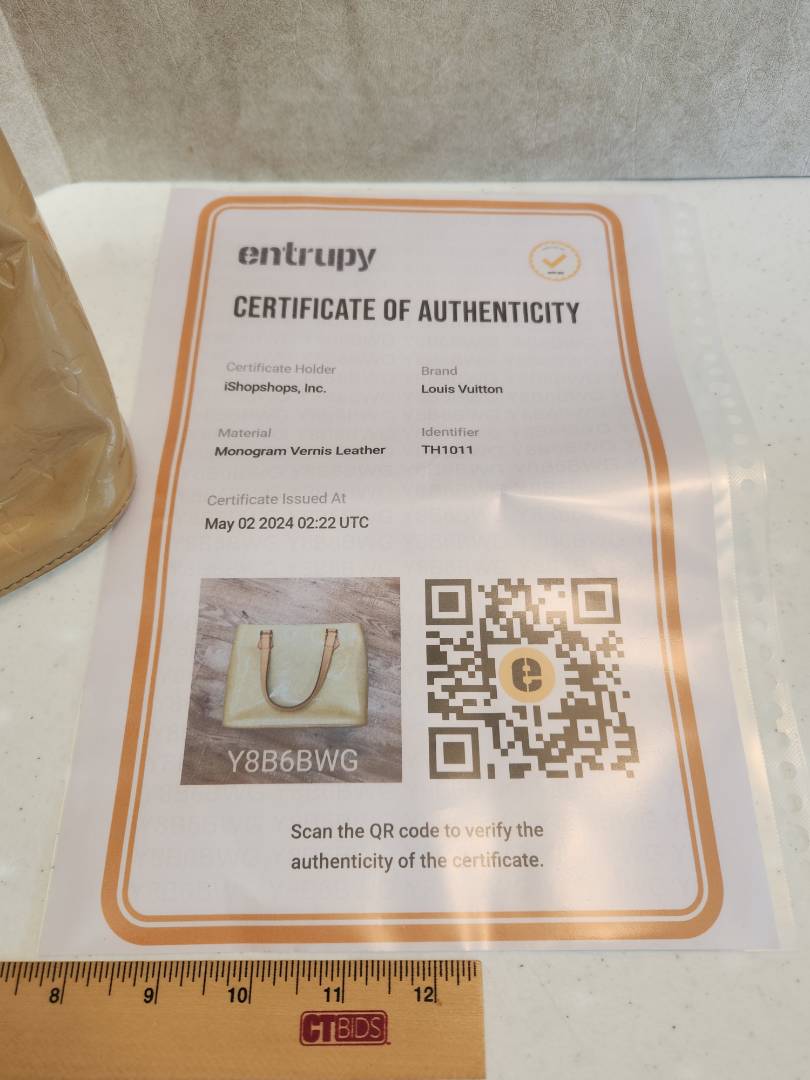 entrupy
CERTIFICATE OF AUTHENTICITY
Certificate Holder
iShopshops, Inc.
Brand
Louis Vuitton
Material
Monogram Vernis Leather
Identifier
TH1011
Certificate Issued At
May 02 2024 02:22 UTC
Y8B6BWG
e
Scan the QR code to verify the
authenticity of the certificate.
8 9 10 11 12
CTBIDS